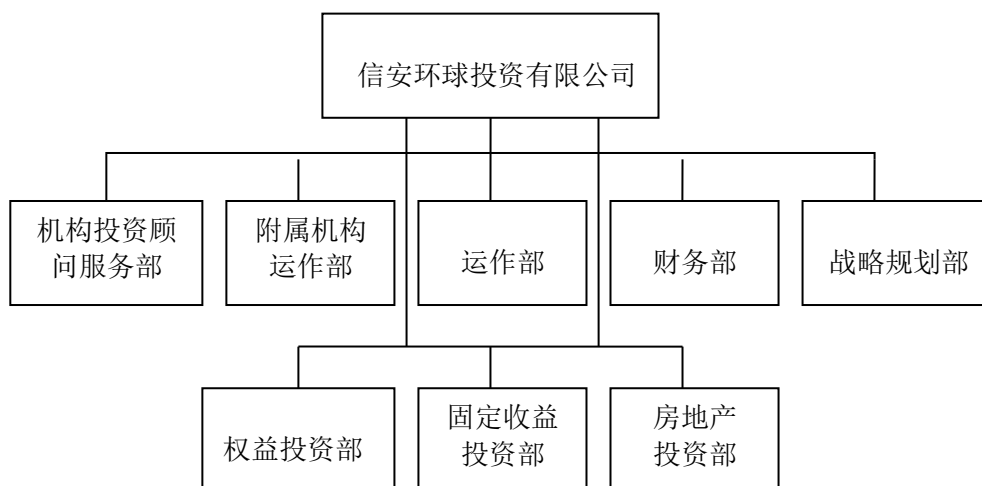 信安环球投资有限公司
机构投资顾
问服务部
附属机构
运作部
运作部
财务部
战略规划部
权益投资部
固定收益
投资部
房地产
投资部